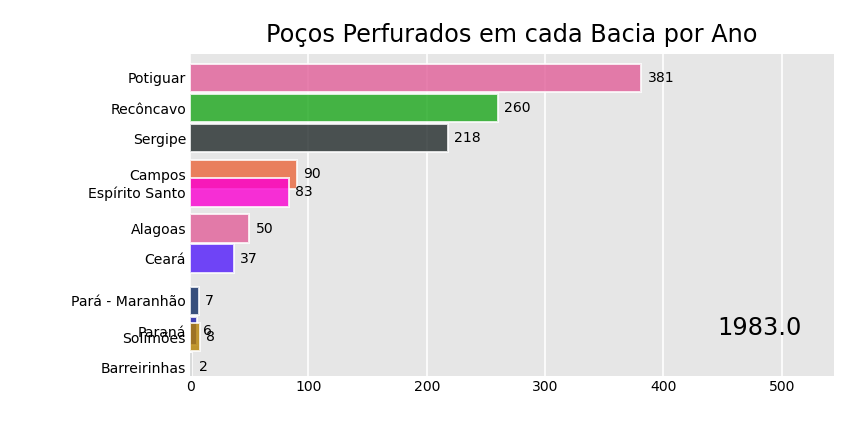 Poços Perfurados em cada Bacia por Ano
Potiguar 381
Recôncavo 260
Sergipe 218
Campos 90
Espírito Santo 83
Alagoas 50
Ceará 37
Pará - Maranhão 7
Paraná 6
1983.0
Solimões 8
Barreirinhas 2
0 100 200 300 400 500